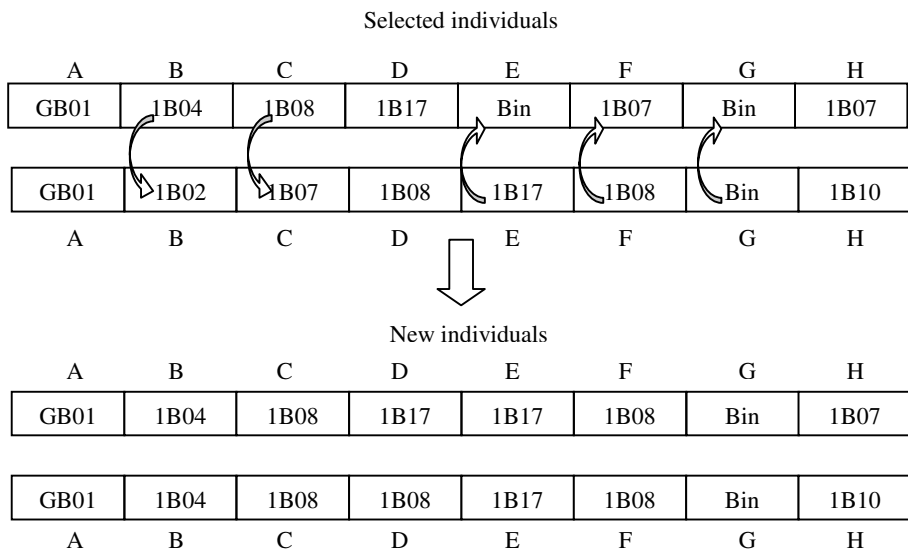 Selected individuals
A B C D E F G H
GB01 1B04 1B08 1B17 Bin 1B07 Bin 1B07
GB01 1B02 1B07 1B08 1B17 1B08 Bin 1B10
A B C D E F G H
New individuals
A B C D E F G H
GB01 1B04 1B08 1B17 1B17 1B08 Bin 1B07
GB01 1B04 1B08 1B08 1B17 1B08 Bin 1B10
A B C D E F G H